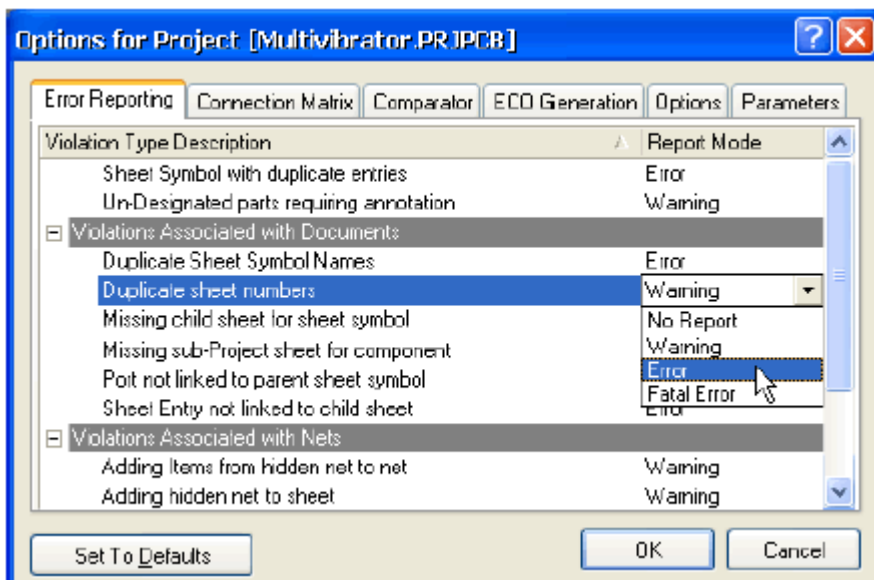 Options for Project [Multivibrator.PRJPCB]
Error Reporting Connection Matrix Comparator ECO Generation Options Parameters
Violation Type Description Report Mode
Sheet Symbol with duplicate entries Error
Un-Designated parts requiring annotation Warning
Violations Associated with Documents
Duplicate Sheet Symbol Names Error
Duplicate sheet numbers Warning
Missing child sheet for sheet symbol No Report
Missing sub-Project sheet for component Warning
Port not linked to parent sheet symbol Error
Fatal Error
Sheet Entry not linked to child sheet Error
Violations Associated with Nets
Adding Items from hidden net to net Warning
Adding hidden net to sheet Warning
Set To Defaults OK Cancel